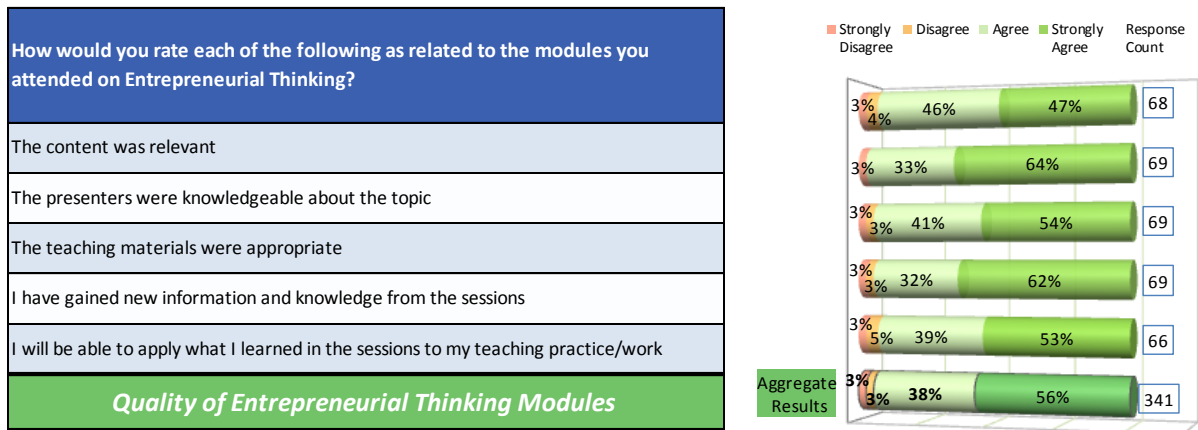 How would you rate each of the following as related to the modules you
attended on Entrepreneurial Thinking?
The content was relevant
The presenters were knowledgeable about the topic
The teaching materials were appropriate
I have gained new information and knowledge from the sessions
I will be able to apply what I learned in the sessions to my teaching practice/work
Quality of Entrepreneurial Thinking Modules
Strongly Disagree
Disagree
Agree
Strongly Agree
Response Count
3% 4% 46% 47% 68
3% 33% 64% 69
3% 3% 41% 54% 69
3% 3% 32% 62% 69
3% 5% 39% 53% 66
Aggregate Results
3% 3% 38% 56% 341